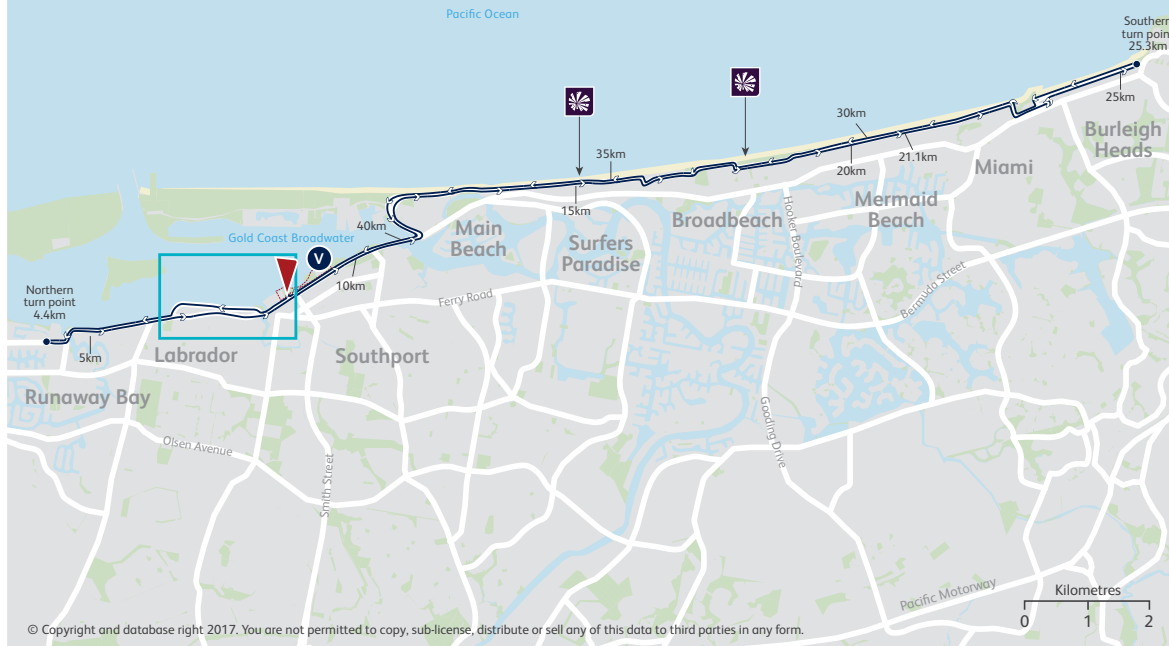 Pacific Ocean
Southern
turn point
25.3km
25km
Burleigh
Heads
30km
21.1km
20km
Miami
35km
15km
Hooker Boulevard
Mermaid
Beach
Broadbeach
Surfers
Paradise
Main
Beach
40km
Gold Coast Broadwater
V
10km
Ferry Road
Bermuda Street
Northern
turn point
4.4km
5km
Labrador
Southport
Runaway Bay
Olsen Avenue
Smith Street
Gooding Drive
Pacific Motorway
Kilometres
0 1 2
© Copyright and database right 2017. You are not permitted to copy, sub-license, distribute or sell any of this data to third parties in any form.